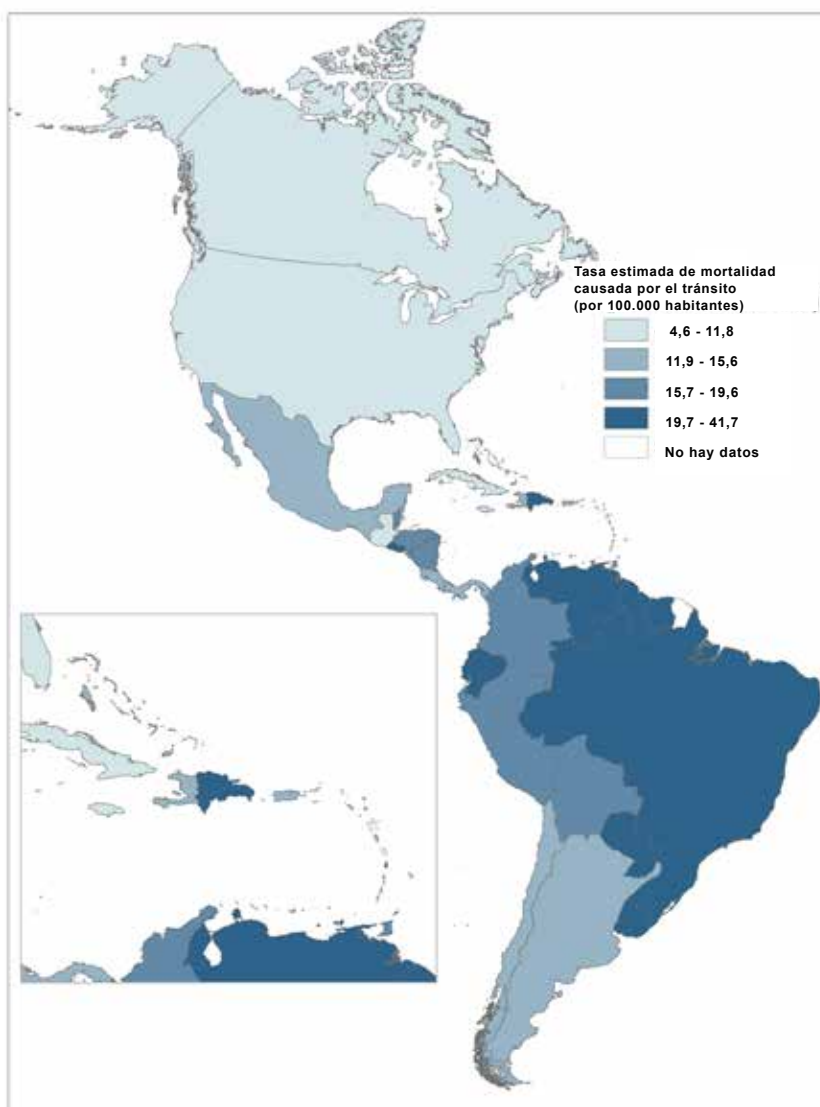 Tasa estimada de mortalidad
causada por el tránsito
(por 100.000 habitantes)
4,6 - 11,8
11,9 - 15,6
15,7 - 19,6
19,7 - 41,7
No hay datos